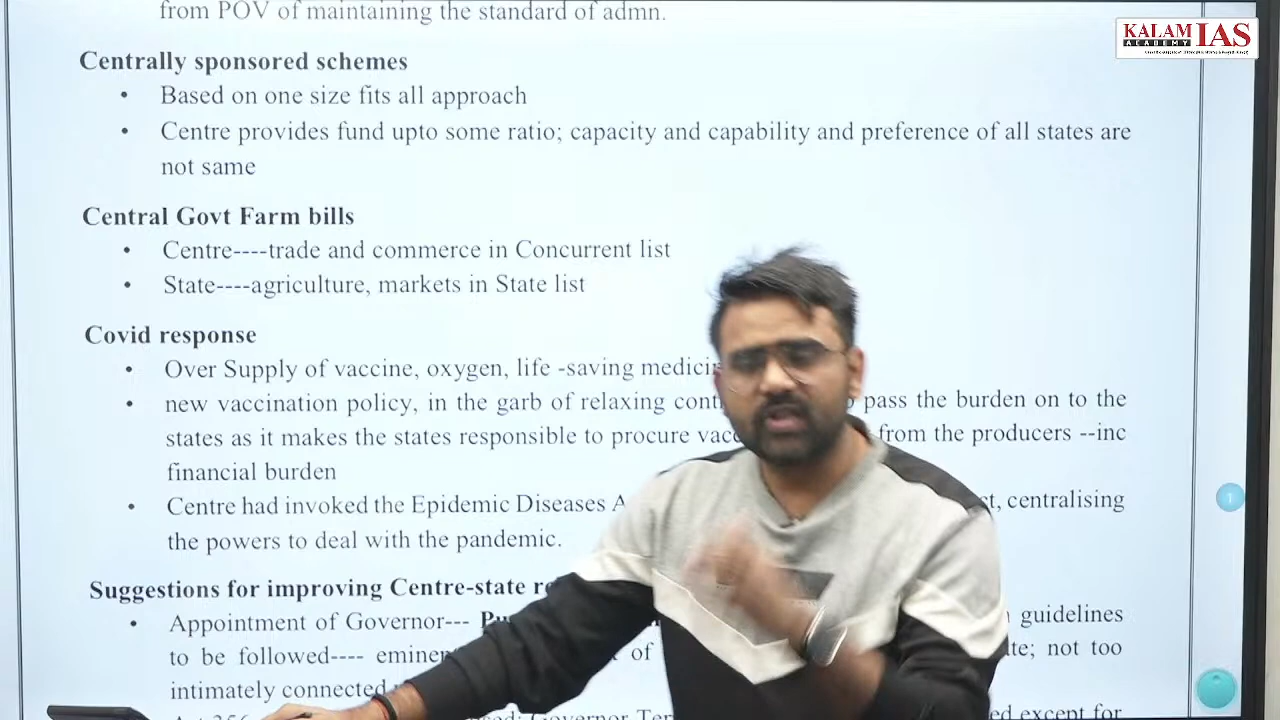 from POV of maintaining the standard of admn.
KALAM IAS
ACADEMY
Centrally sponsored schemes
• Based on one size fits all approach
• Centre provides fund upto some ratio; capacity and capability and preference of all states are
not same
Central Govt Farm bills
• Centre----trade and commerce in Concurrent list
• State----agriculture, markets in State list
Covid response
• Over Supply of vaccine, oxygen, life -saving
• new vaccination policy, in the garb of relaxing pass the burden on to the
states as it makes the states responsible to procure from the producers --inc
financial burden
• Centre had invoked the Epidemic Diseases centralising
the powers to deal with the pandemic.
Suggestions for improving Centre-state
• Appointment of Governor--- guidelines
to be followed---- of not too
intimately connected
Governor except for